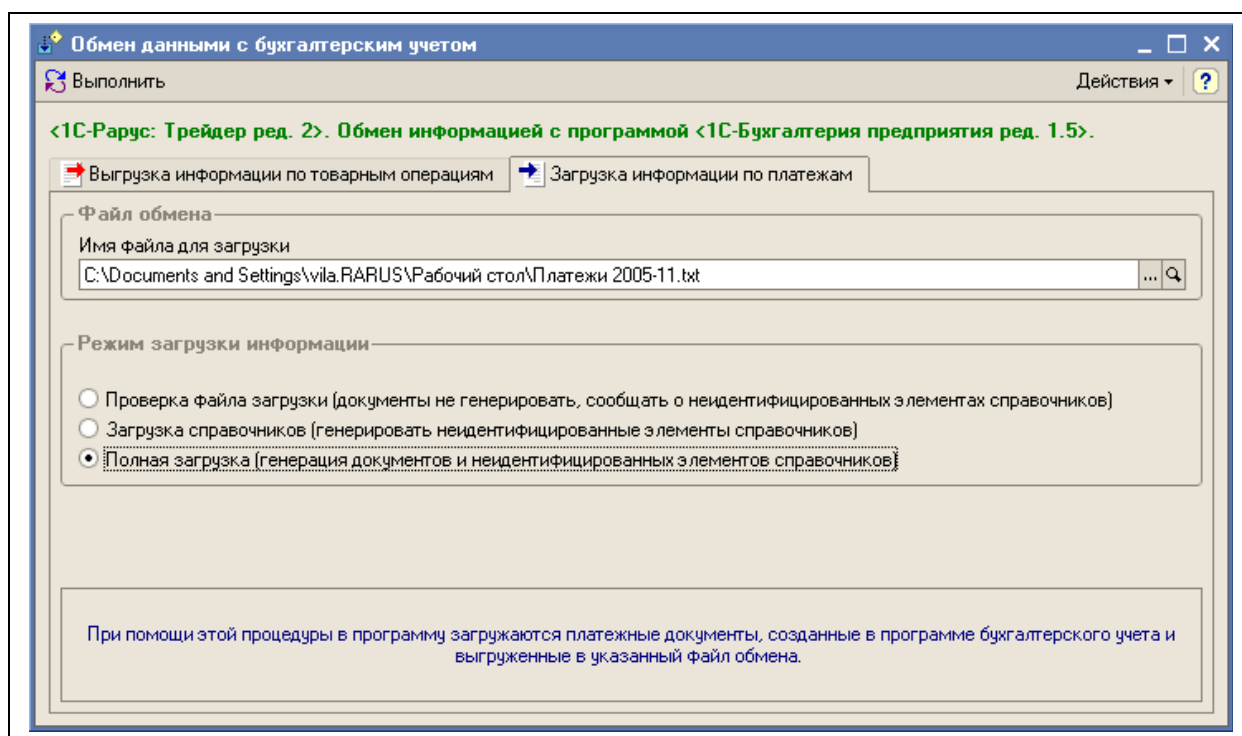 Обмен данными с бухгалтерским учетом
Выполнить
Действия
?
<1С-Рарус: Трейдер ред. 2>. Обмен информацией с программой <1С-Бухгалтерия предприятия ред. 1.5>.
Выгрузка информации по товарным операциям
Загрузка информации по платежам
Файл обмена
Имя файла для загрузки
C:\Documents and Settings\vila.RARUS\Рабочий стол\Платежи 2005-11.txt
...
Режим загрузки информации
Проверка файла загрузки (документы не генерировать, сообщать о неидентифицированных элементах справочников)
Загрузка справочников (генерировать неидентифицированные элементы справочников)
Полная загрузка (генерация документов и неидентифицированных элементов справочников)
При помощи этой процедуры в программу загружаются платежные документы, созданные в программе бухгалтерского учета и
выгруженные в указанный файл обмена.